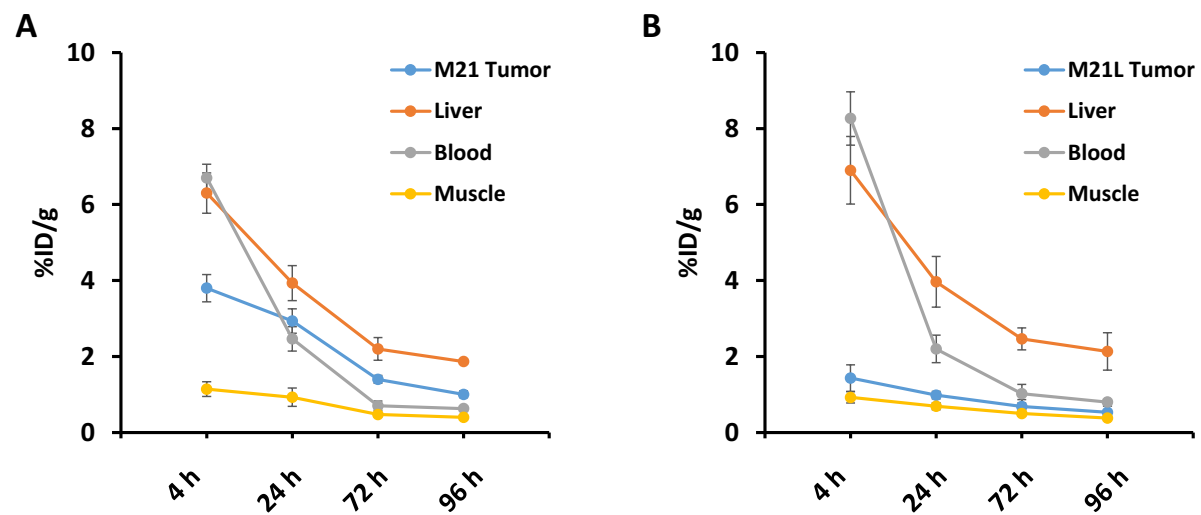 A
%ID/g
10
8
6
4
2
0
4 h
24 h
72 h
96 h
M21 Tumor
Liver
Blood
Muscle
B
%ID/g
10
8
6
4
2
0
4 h
24 h
72 h
96 h
M21L Tumor
Liver
Blood
Muscle